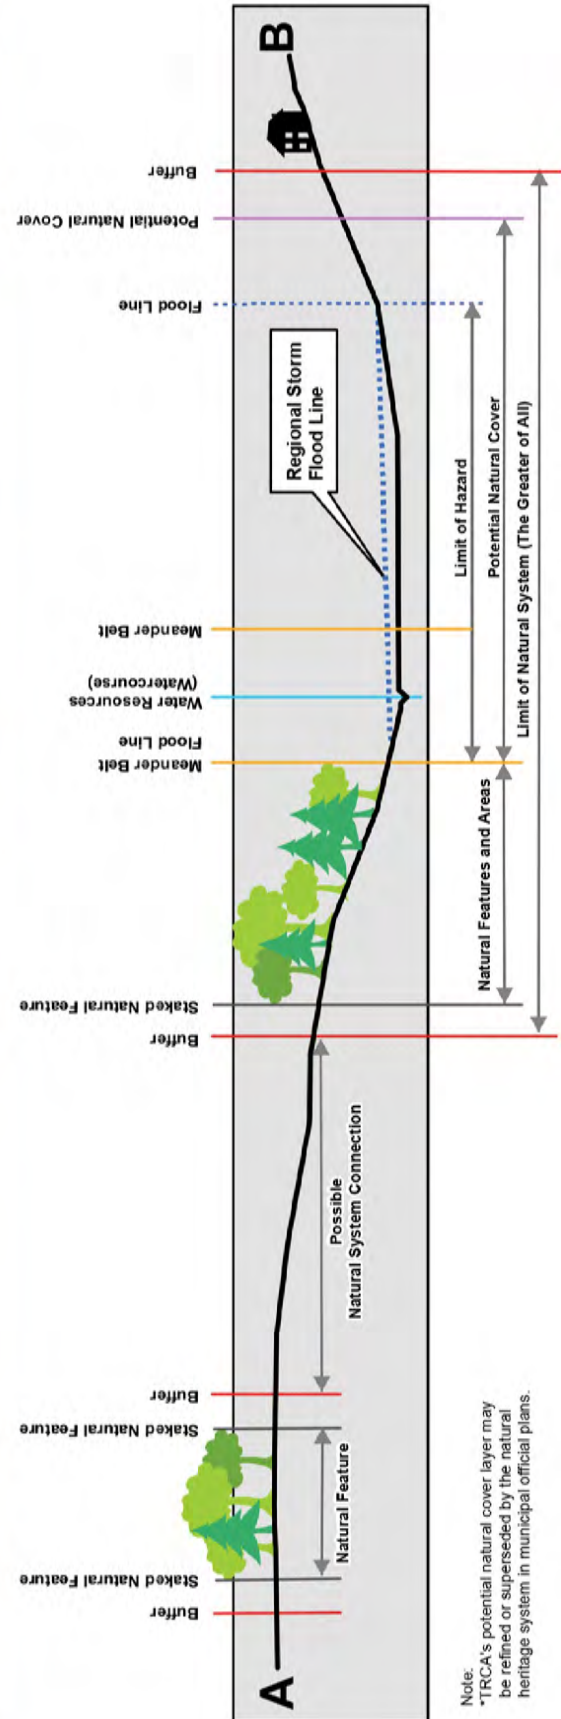 A
B
Buffer
Staked Natural Feature
Staked Natural Feature
Buffer
Buffer
Staked Natural Feature
Meander Belt
Flood Line
Water Resources
(Watercourse)
Meander Belt
Flood Line
Potential Natural Cover
Buffer
Regional Storm
Flood Line
Natural Feature
Possible
Natural System Connection
Limit of Hazard
Natural Features and Areas
Potential Natural Cover
Limit of Natural System (The Greater of All)
Note:
*TRCA's potential natural cover layer may
be refined or superseded by the natural
heritage system in municipal official plans.